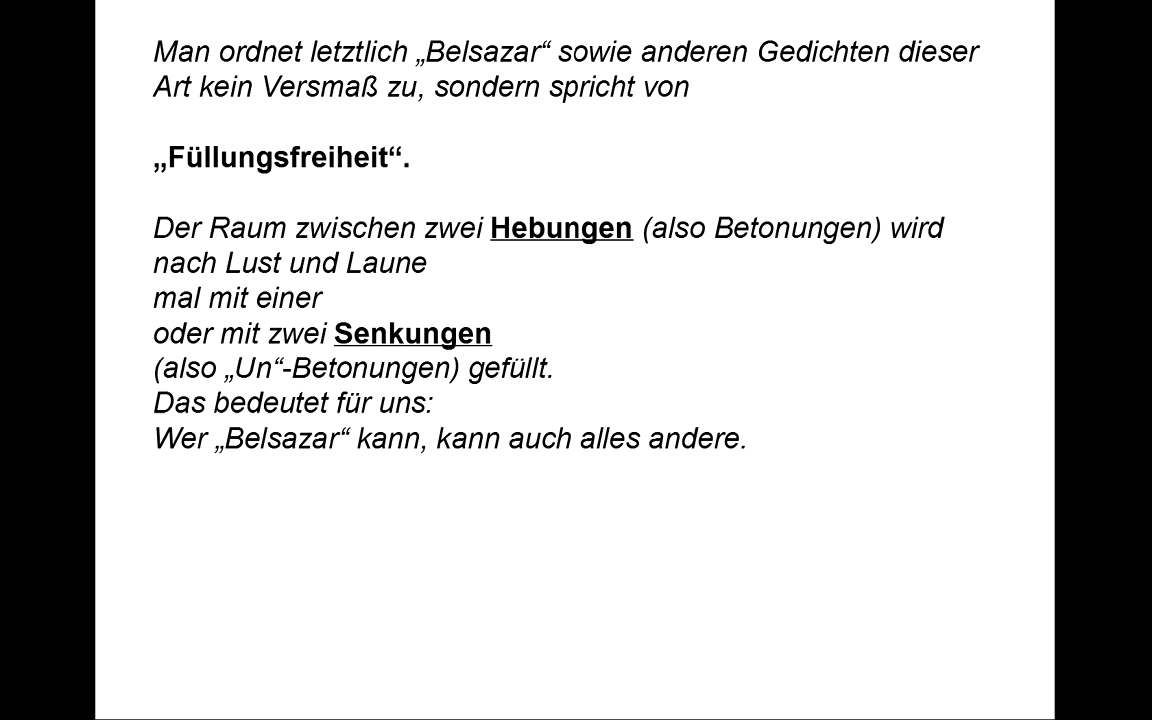 Man ordnet letztlich „Belsazar“ sowie anderen Gedichten dieser
Art kein Versmaß zu, sondern spricht von
„Füllungsfreiheit“.
Der Raum zwischen zwei Hebungen (also Betonungen) wird
nach Lust und Laune
mal mit einer
oder mit zwei Senkungen
(also „Un“-Betonungen) gefüllt.
Das bedeutet für uns:
Wer „Belsazar“ kann, kann auch alles andere.